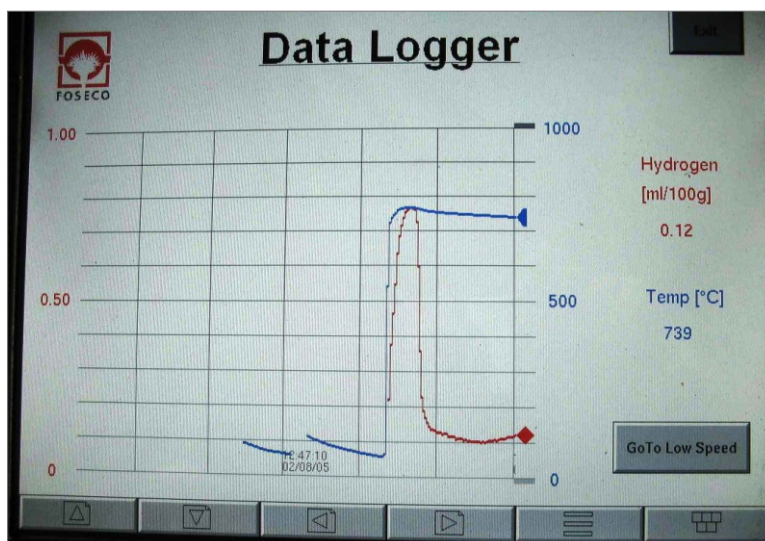 Data Logger
Exit
FOSECO
1.00
1000
Hydrogen
[ml/100g]
0.12
0.50
500
Temp [°C]
739
12:47:10
02/08/05
GoTo Low Speed
0
0